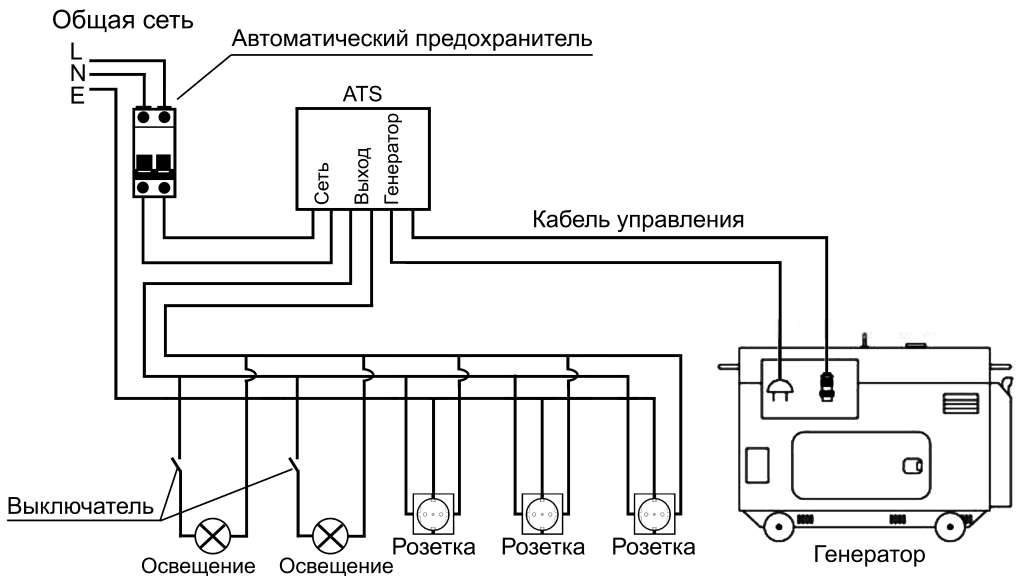 Общая сеть
L
N
E
Автоматический предохранитель
ATS
Сеть
Выход
Генератор
Кабель управления
Выключатель
Освещение
Освещение
Розетка
Розетка
Розетка
Генератор